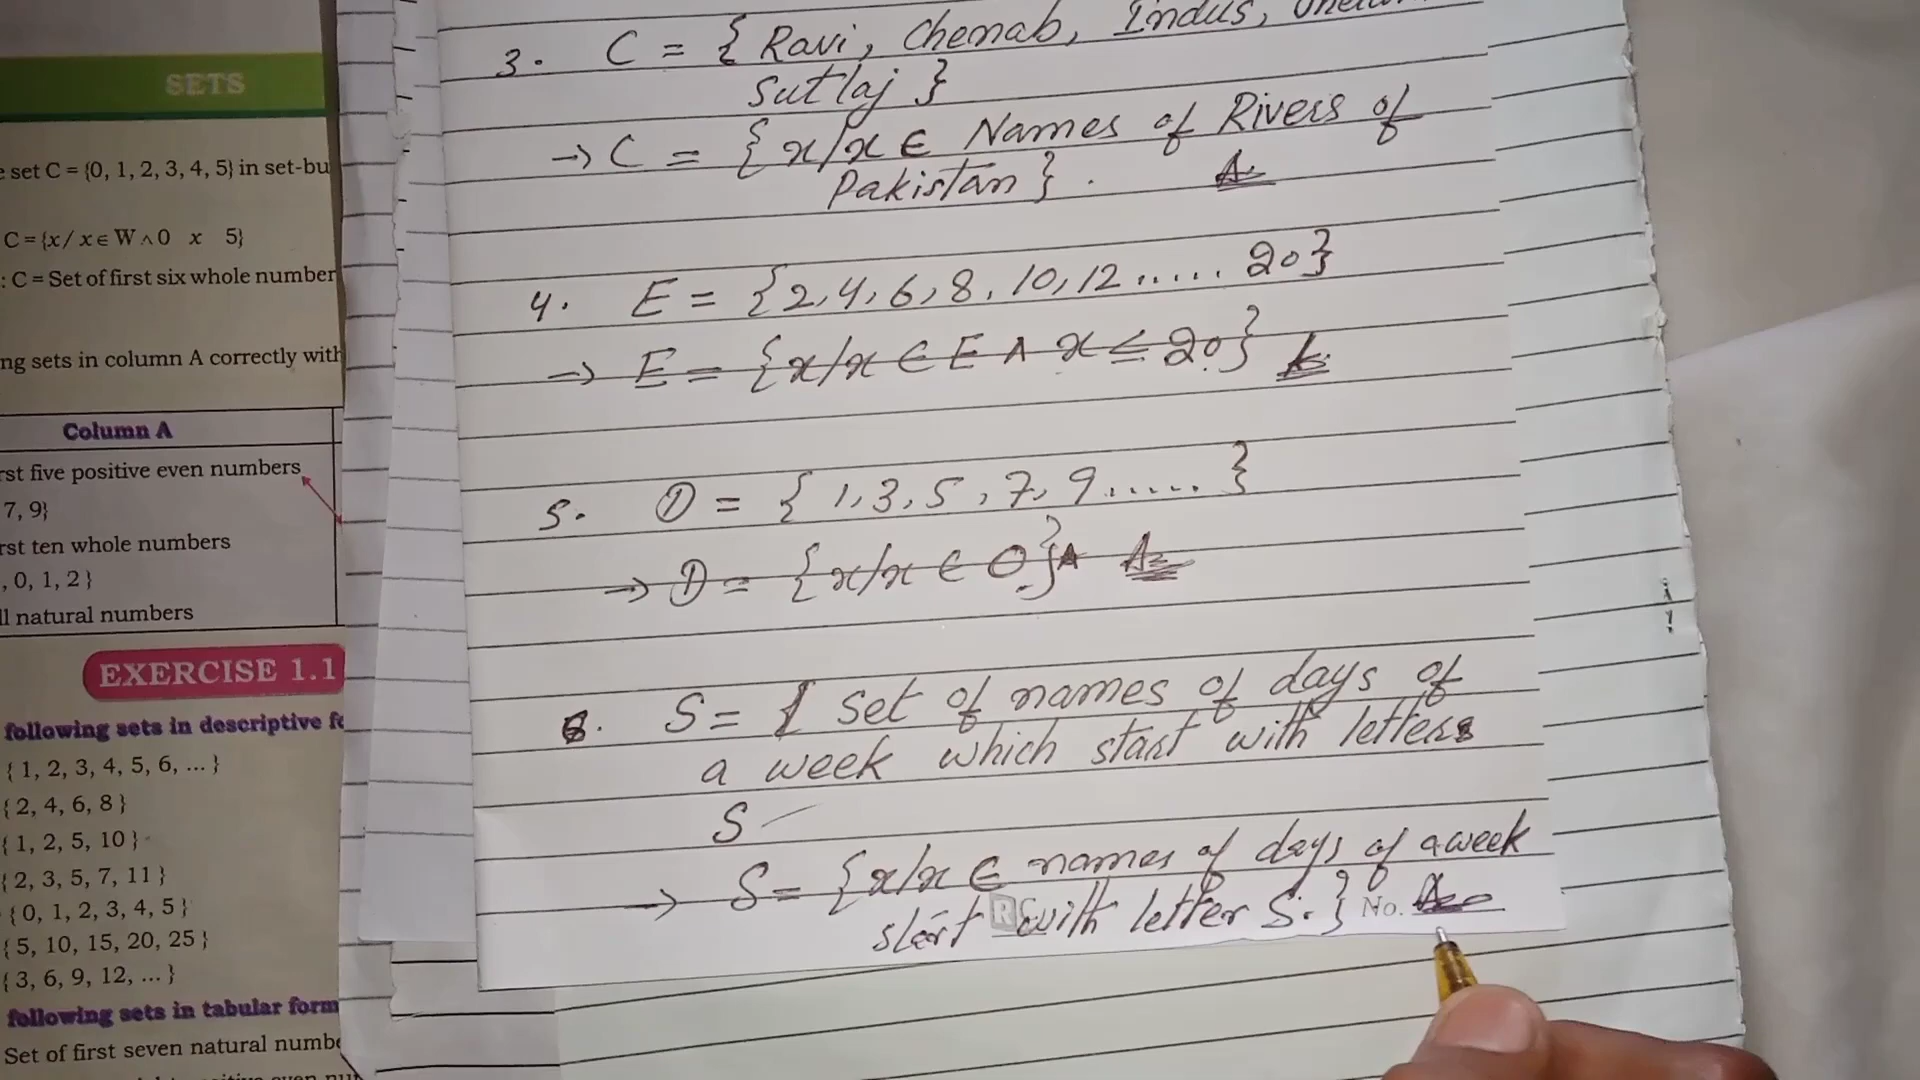 SETS
set C = {0, 1, 2, 3, 4, 5} in set-bu
C = {x/ x ∈ W ∧ 0 x 5}
: C = Set of first six whole number
ng sets in column A correctly with
Column A
rst five positive even numbers
7, 9}
rst ten whole numbers
, 0, 1, 2}
ll natural numbers
EXERCISE 1.1
following sets in descriptive fo
{ 1, 2, 3, 4, 5, 6, ... }
{ 2, 4, 6, 8 }
{ 1, 2, 5, 10 }
{ 2, 3, 5, 7, 11 }
{ 0, 1, 2, 3, 4, 5 }
{ 5, 10, 15, 20, 25 }
{ 3, 6, 9, 12, ... }
following sets in tabular form
Set of first seven natural numbe
3. C = { Ravi, Chenab, Indus,
Sutlaj }
→ C = { x/x ∈ Names of Rivers of
Pakistan } .
4. E = { 2, 4, 6, 8, 10, 12 ..... 20 }
→ E = { x/x ∈ E ∧ x ≤ 20 }
5. O = { 1, 3, 5, 7, 9 ..... }
→ O = { x/x ∈ O }
6. S = { Set of names of days of
a week which start with letters
S
→ S = { x/x ∈ names of days of a week
start with letter S. } No.